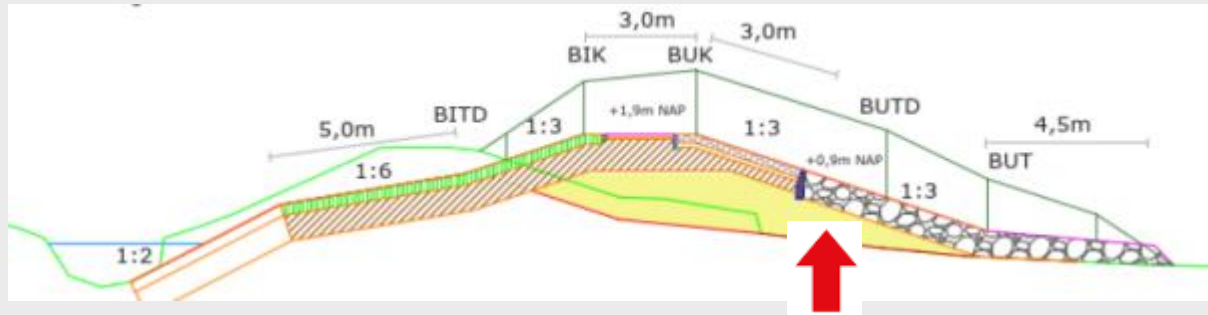 3,0m
3,0m
BIK
BUK
BITD
BUTD
+1,9m NAP
5,0m
1:3
1:3
4,5m
+0,9m NAP
BUT
1:6
1:3
1:2